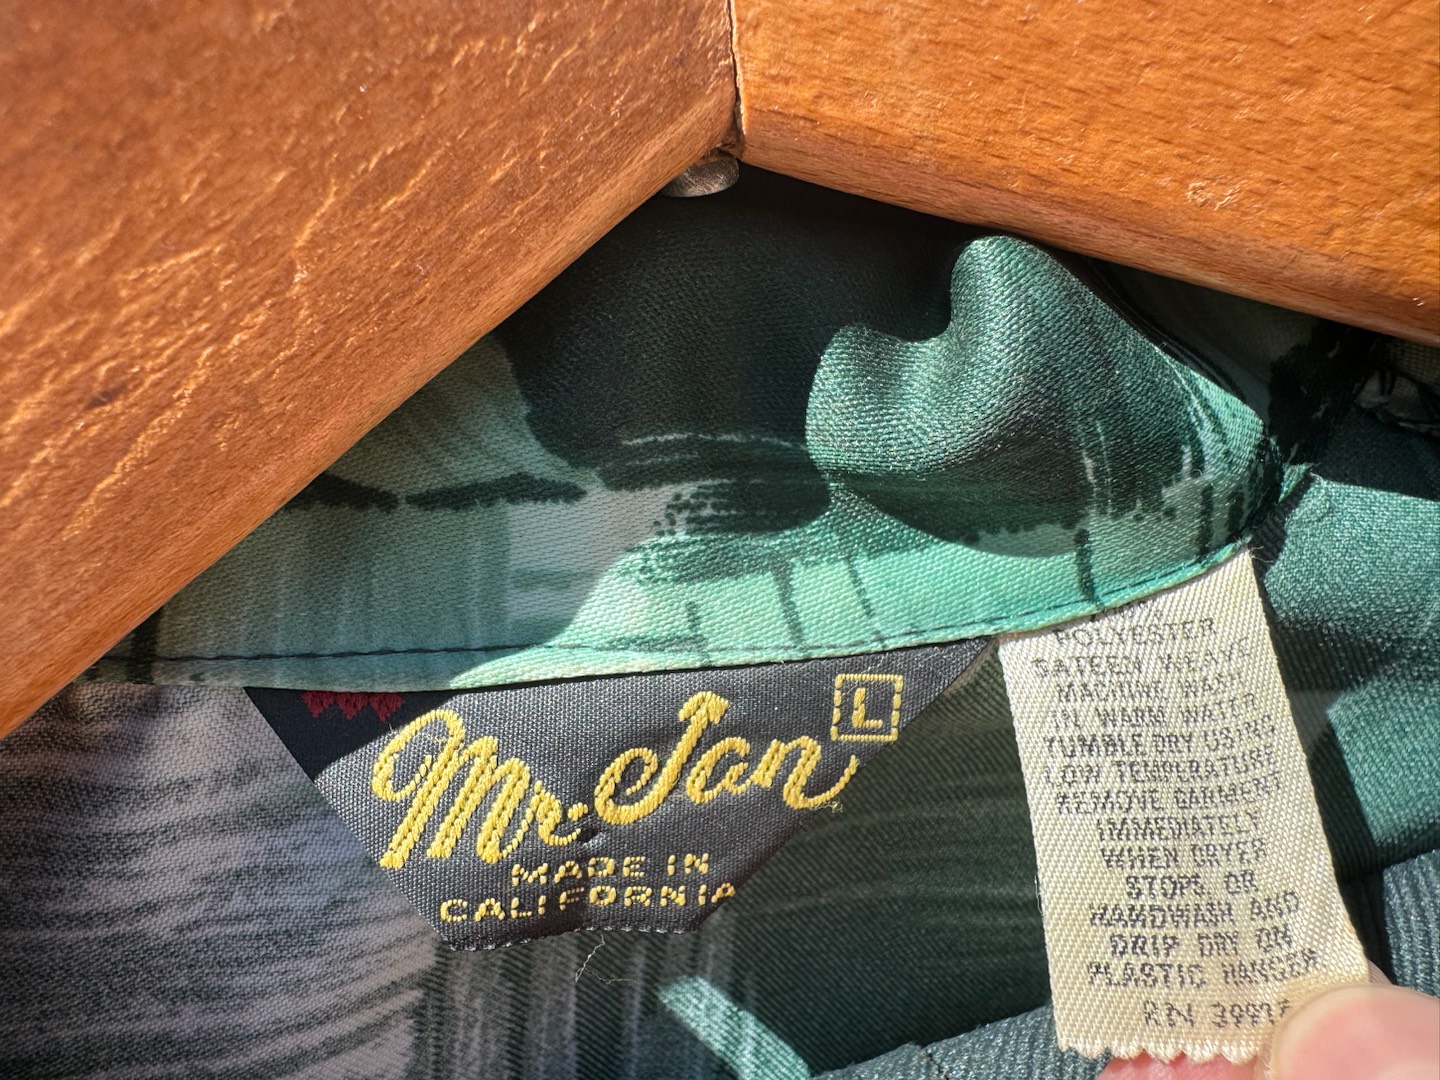 Mr. Jan
L
MADE IN
CALIFORNIA
POLYESTER
SATEEN WEAVE
MACHINE WASH
IN WARM WATER
TUMBLE DRY USING
LOW TEMPERATURE
REMOVE GARMENT
IMMEDIATELY
WHEN DRYER
STOPS OR
HANDWASH AND
DRIP DRY ON
PLASTIC HANGER
RN